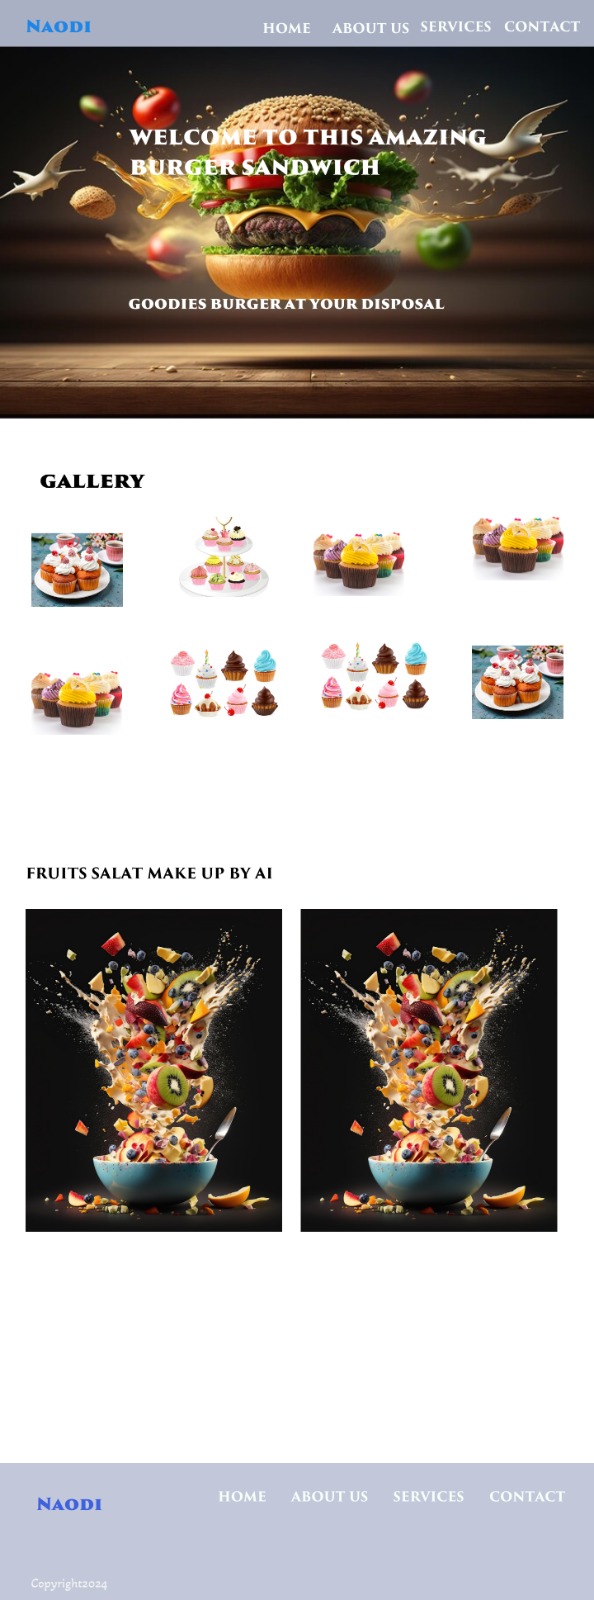 Naodi
HOME ABOUT US SERVICES CONTACT
WELCOME TO THIS AMAZING
BURGER SANDWICH
GOODIES BURGER AT YOUR DISPOSAL
GALLERY
FRUITS SALAT MAKE UP BY AI
Naodi
HOME ABOUT US SERVICES CONTACT
Copyright2024